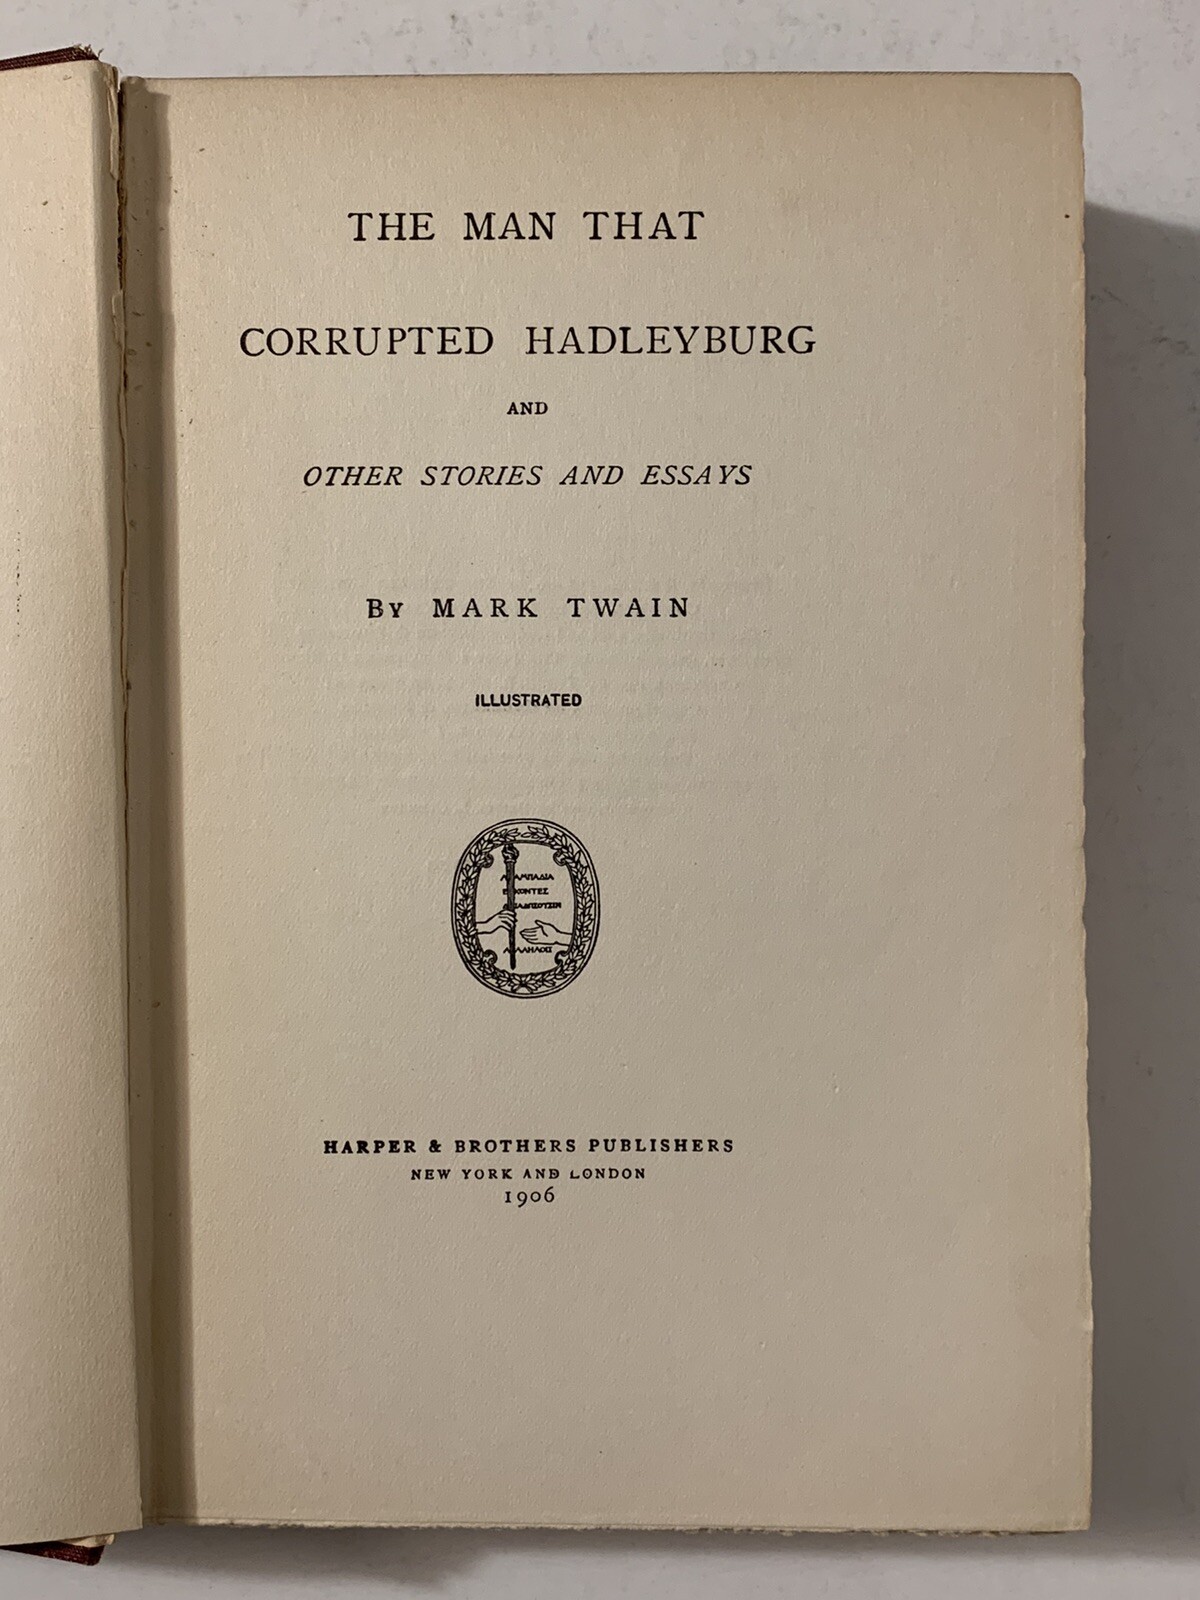 THE MAN THAT
CORRUPTED HADLEYBURG
AND
OTHER STORIES AND ESSAYS
BY MARK TWAIN
ILLUSTRATED
HARPER & BROTHERS PUBLISHERS
NEW YORK AND LONDON
1906